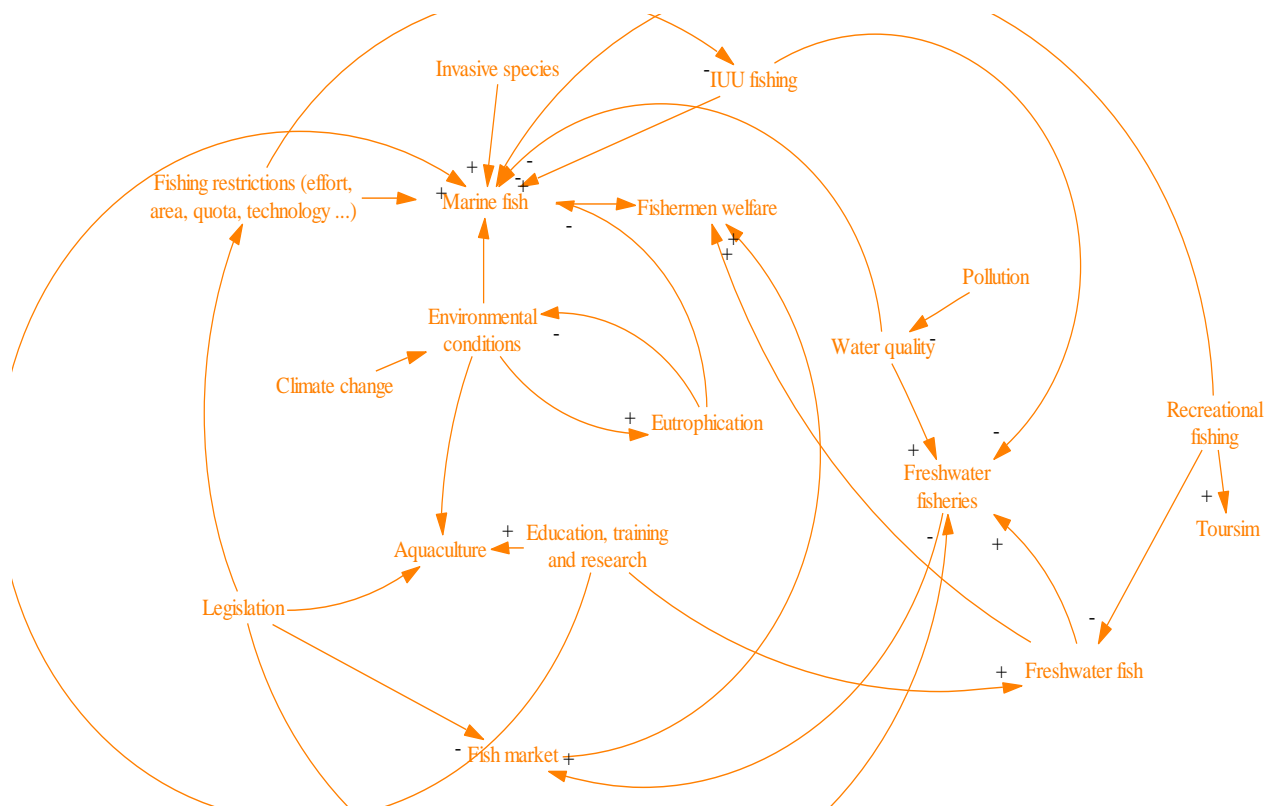 Invasive species
IUU fishing
Fishing restrictions (effort,
area, quota, technology ...)
Marine fish
Fishermen welfare
Pollution
Environmental
conditions
Water quality
Climate change
Eutrophication
Recreational
fishing
Freshwater
fisheries
Toursim
Education, training
and research
Aquaculture
Legislation
Freshwater fish
Fish market